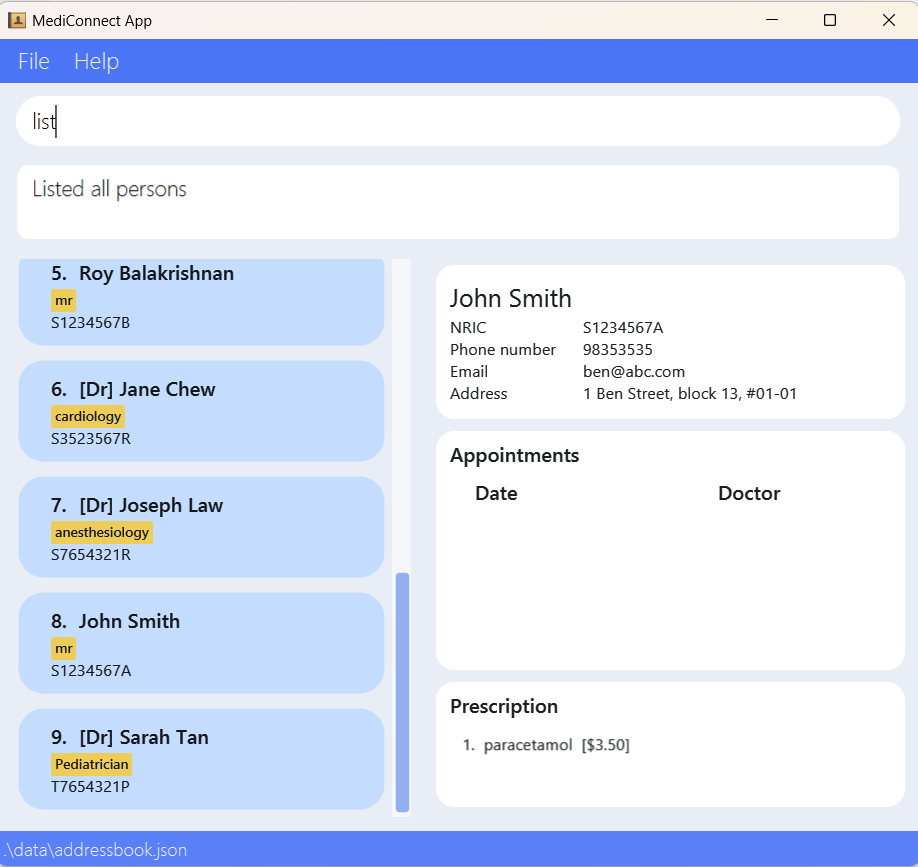 MediConnect App
File Help
list
Listed all persons
5. Roy Balakrishnan
mr
S1234567B
6. [Dr] Jane Chew
cardiology
S3523567R
7. [Dr] Joseph Law
anesthesiology
S7654321R
8. John Smith
mr
S1234567A
9. [Dr] Sarah Tan
Pediatrician
T7654321P
John Smith
NRIC S1234567A
Phone number 98353535
Email ben@abc.com
Address 1 Ben Street, block 13, #01-01
Appointments
Date Doctor
Prescription
1. paracetamol [$3.50]
.\data\addressbook.json